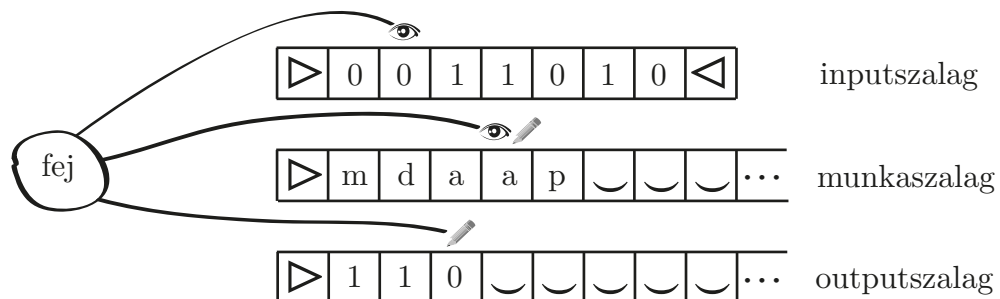 ▷ 0 0 1 1 0 1 0 ◁ inputszalag
fej
▷ m d a a p ⌣ ⌣ ⌣ ... munkaszalag
▷ 1 1 0 ⌣ ⌣ ⌣ ⌣ ⌣ ... outputszalag